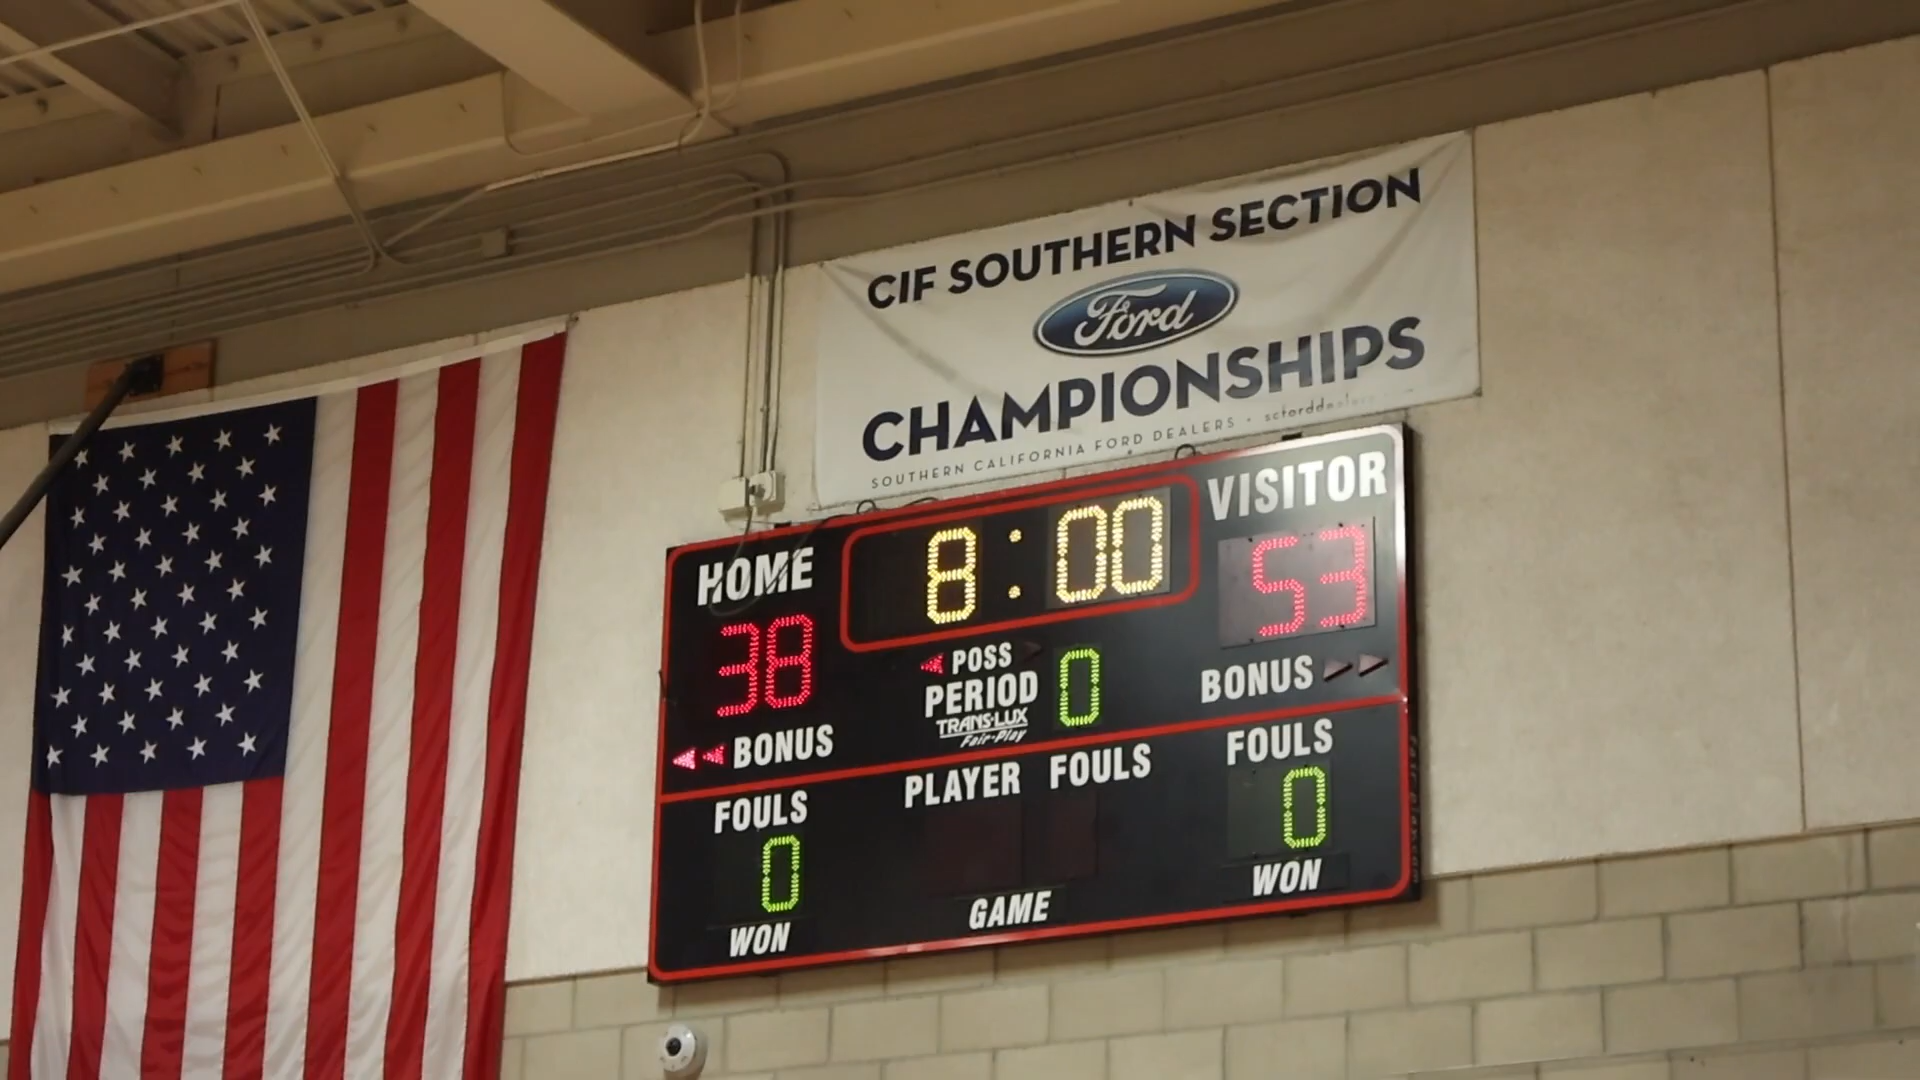 CIF SOUTHERN SECTION
Ford
CHAMPIONSHIPS
SOUTHERN CALIFORNIA FORD DEALERS •
HOME
8:00
VISITOR
38
53
POSS
PERIOD 0
TRANS-LUX
Fair-Play
BONUS
BONUS
FOULS
PLAYER FOULS
FOULS
0
0
WON
GAME
WON